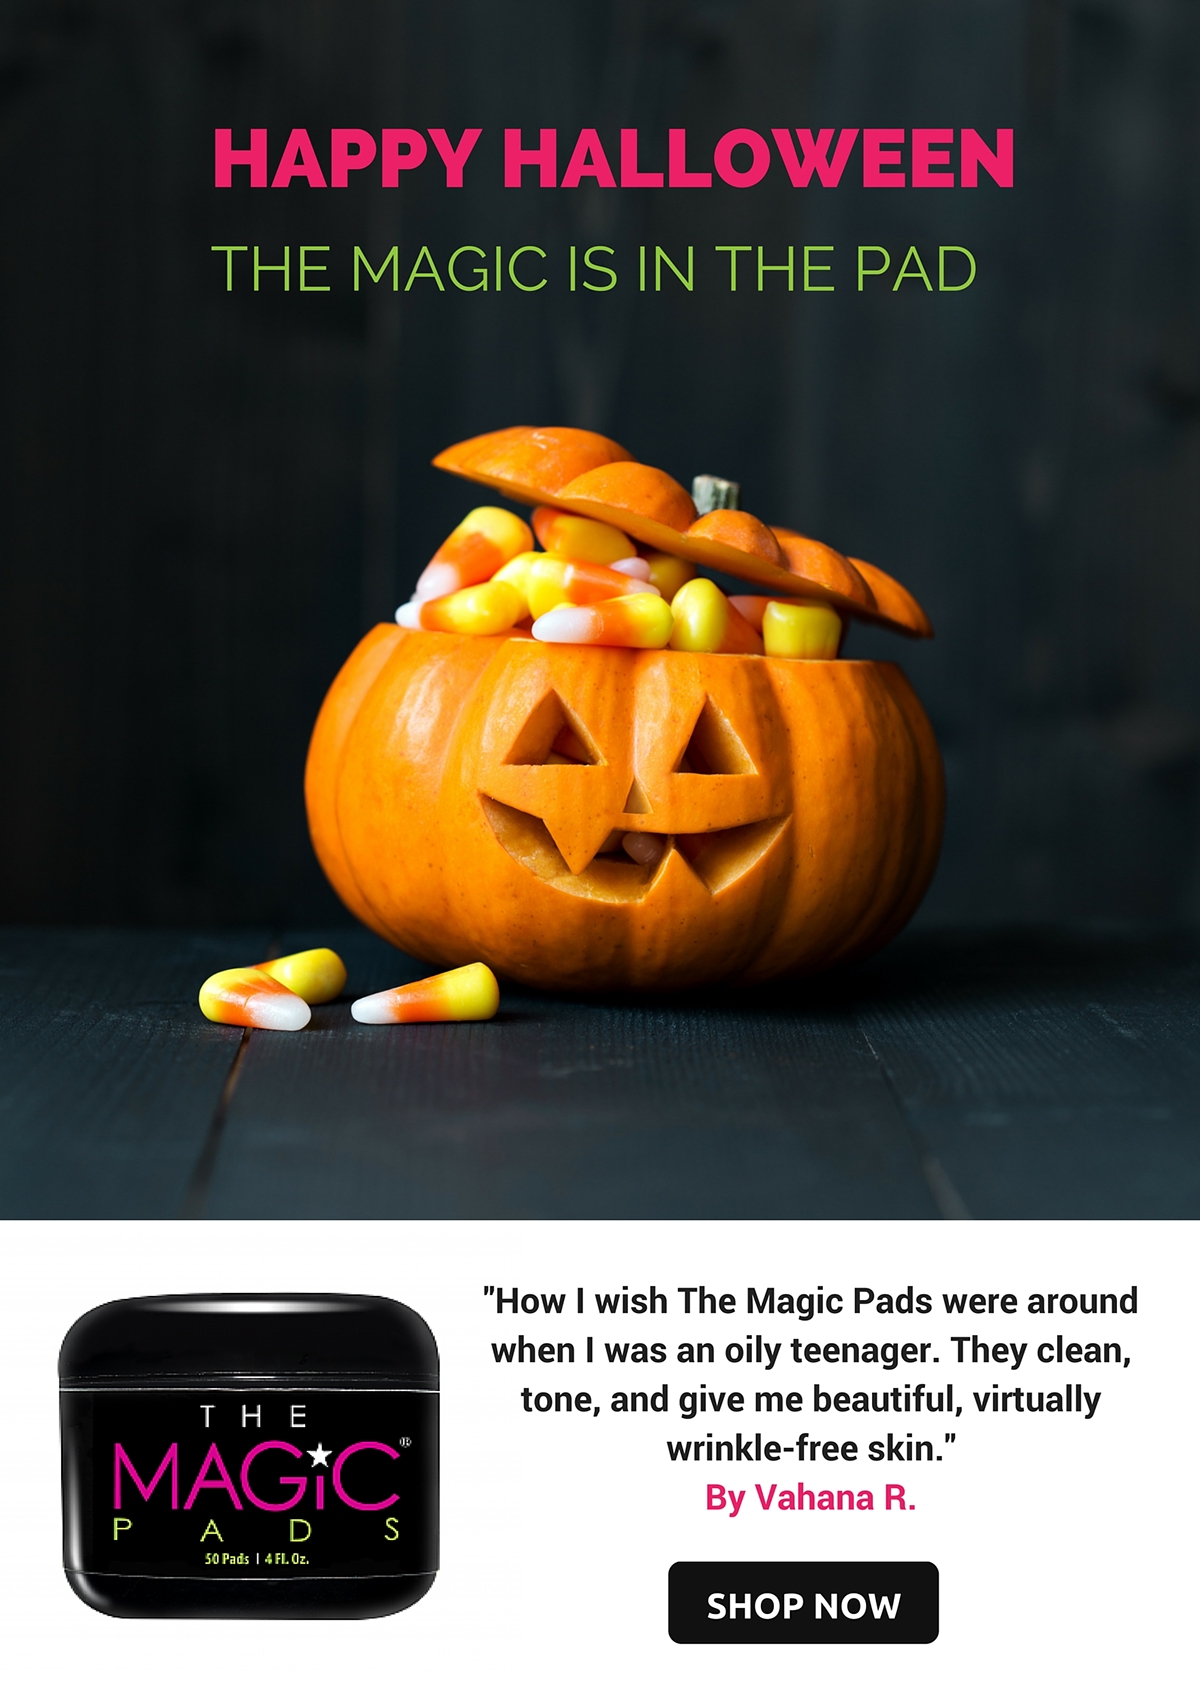 HAPPY HALLOWEEN
THE MAGIC IS IN THE PAD
"How I wish The Magic Pads were around
when I was an oily teenager. They clean,
tone, and give me beautiful, virtually
wrinkle-free skin."
By Vahana R.
THE
MAGiC®
PADS
50 Pads | 4 Fl. Oz.
SHOP NOW